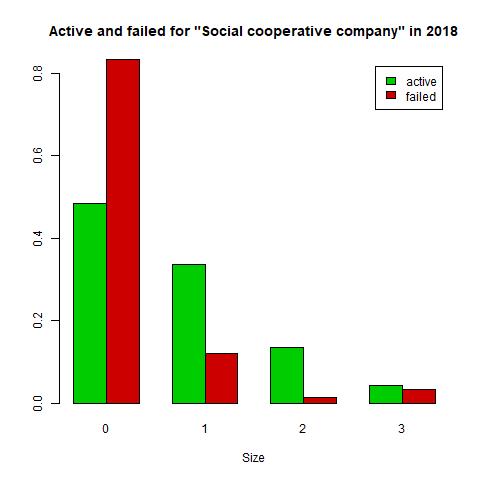 Active and failed for "Social cooperative company" in 2018
active
failed
0.8
0.6
0.4
0.2
0.0
0 1 2 3
Size